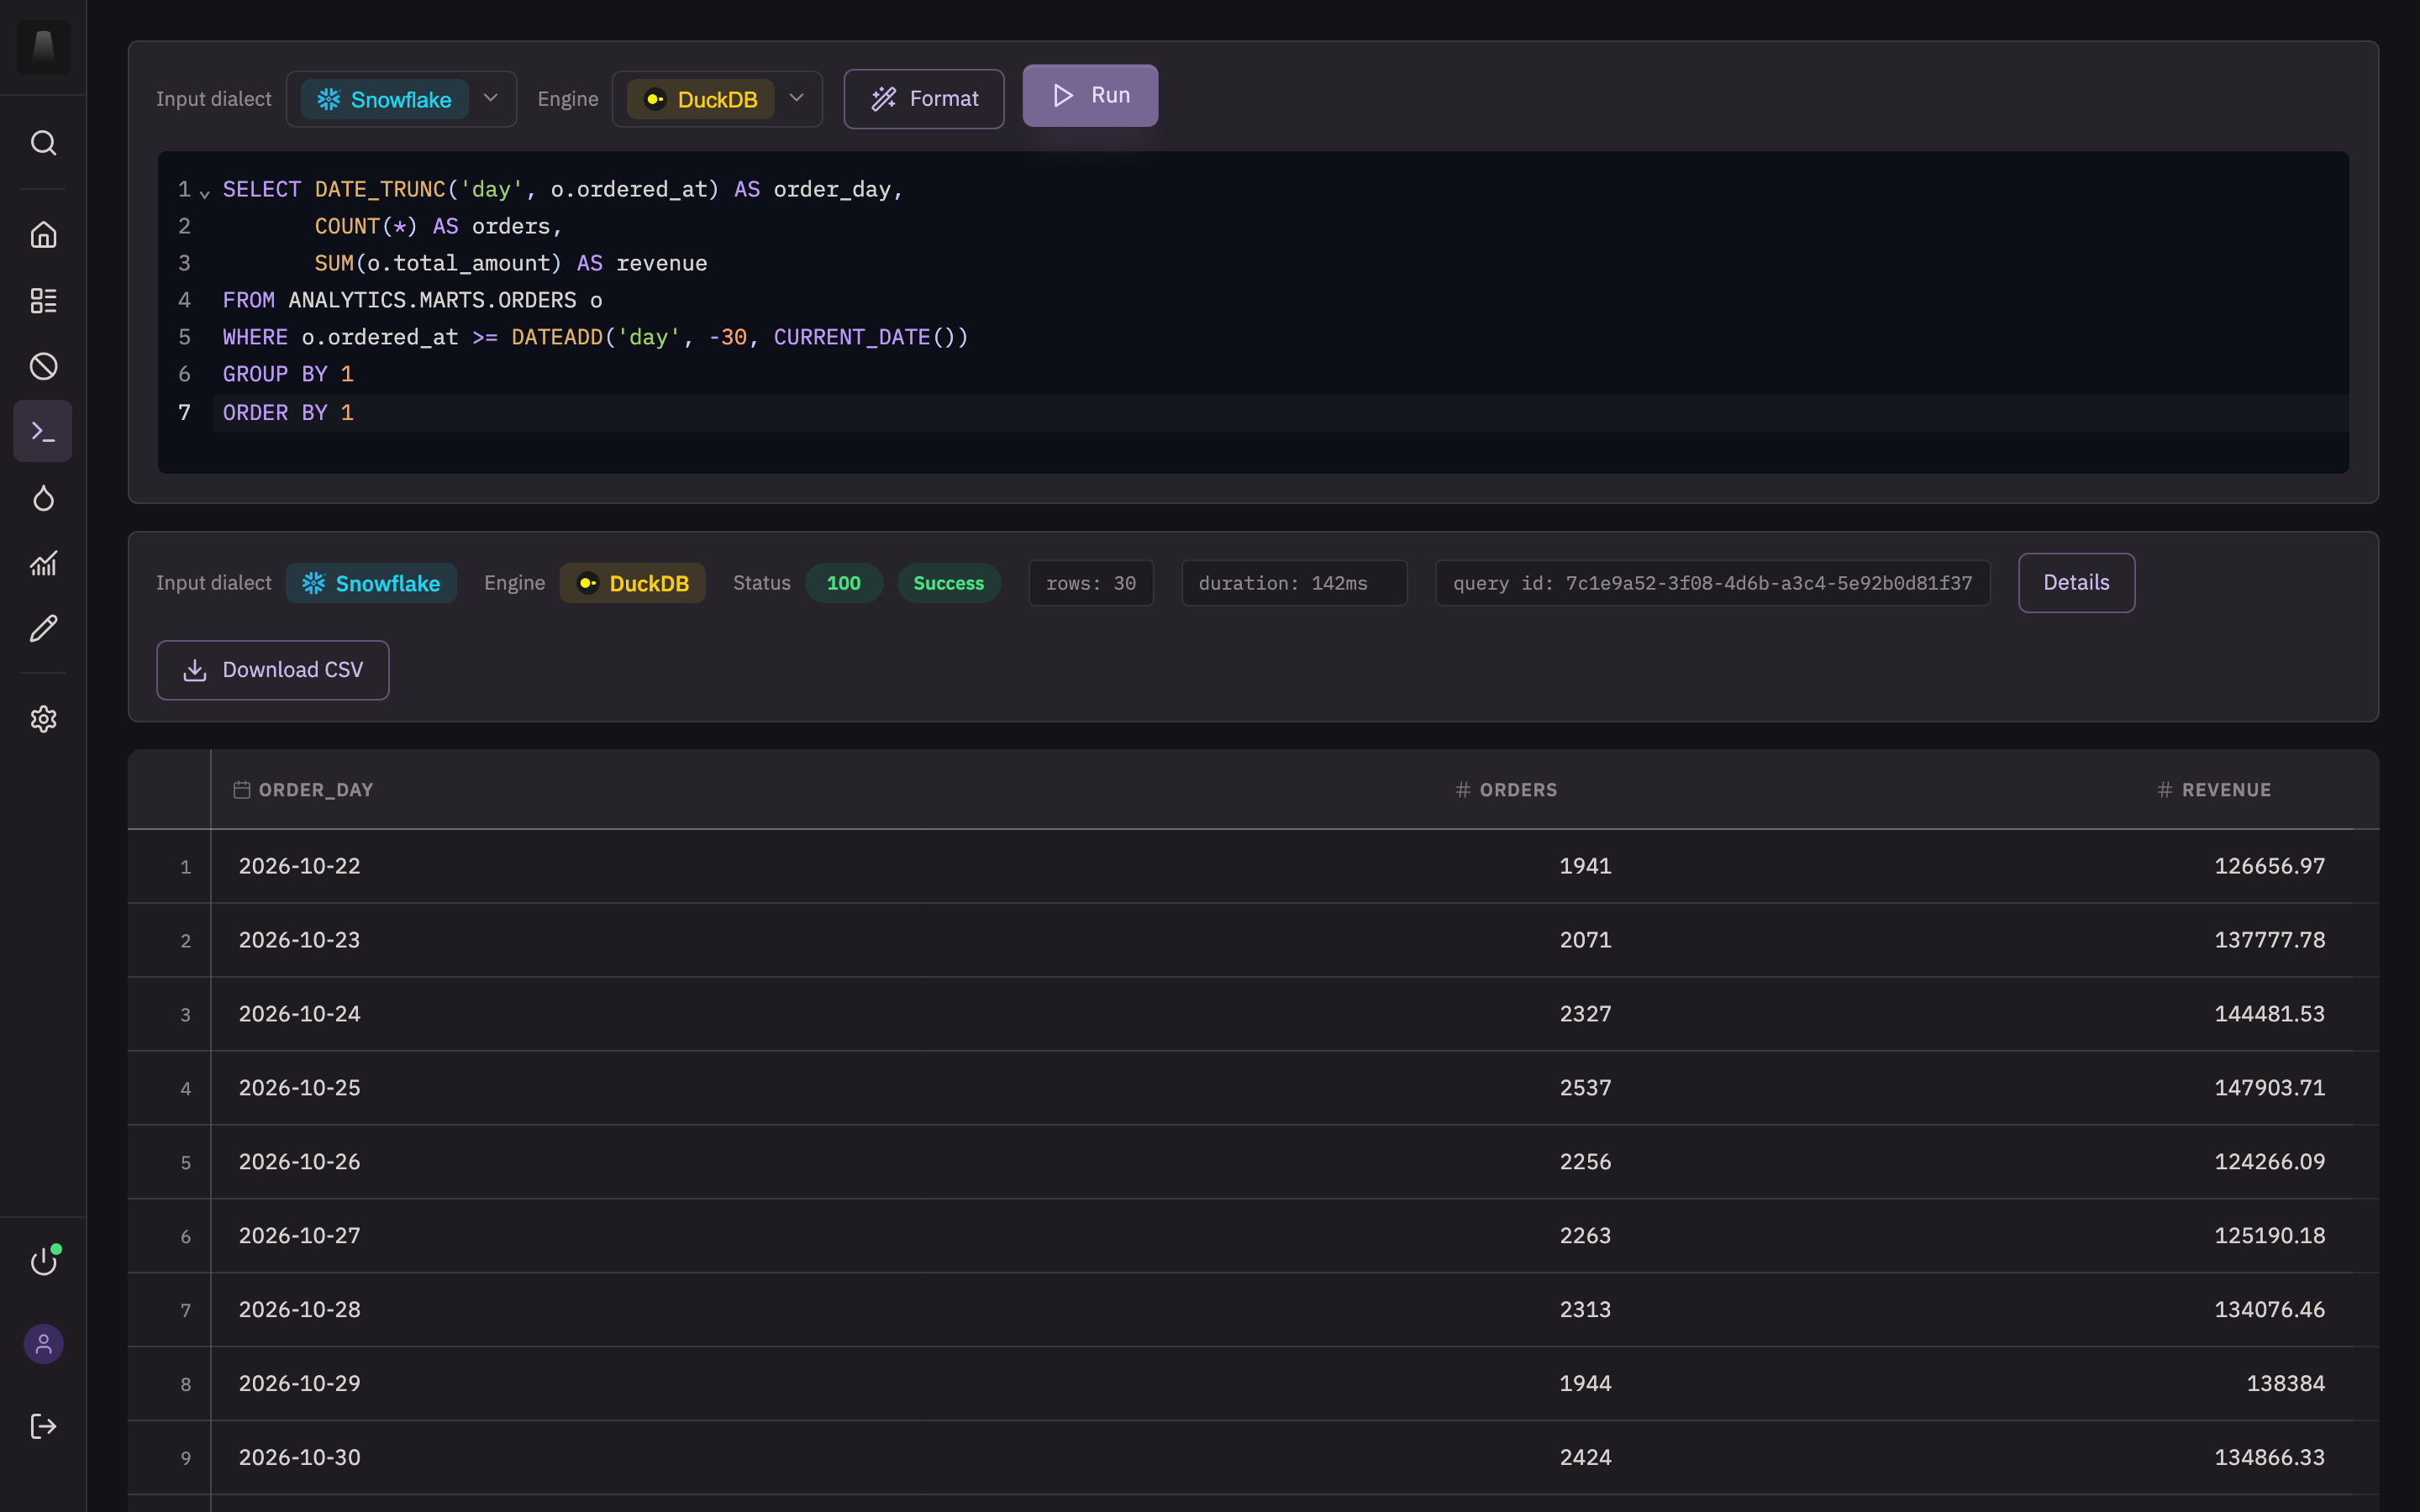 Input dialect Snowflake Engine DuckDB Format Run
1 SELECT DATE_TRUNC('day', o.ordered_at) AS order_day,
2 COUNT(*) AS orders,
3 SUM(o.total_amount) AS revenue
4 FROM ANALYTICS.MARTS.ORDERS o
5 WHERE o.ordered_at >= DATEADD('day', -30, CURRENT_DATE())
6 GROUP BY 1
7 ORDER BY 1
Input dialect Snowflake Engine DuckDB Status 100 Success rows: 30 duration: 142ms query id: 7c1e9a52-3f08-4d6b-a3c4-5e92b0d81f37 Details
Download CSV
ORDER_DAY # ORDERS # REVENUE
1 2026-10-22 1941 126656.97
2 2026-10-23 2071 137777.78
3 2026-10-24 2327 144481.53
4 2026-10-25 2537 147903.71
5 2026-10-26 2256 124266.09
6 2026-10-27 2263 125190.18
7 2026-10-28 2313 134076.46
8 2026-10-29 1944 138384
9 2026-10-30 2424 134866.33